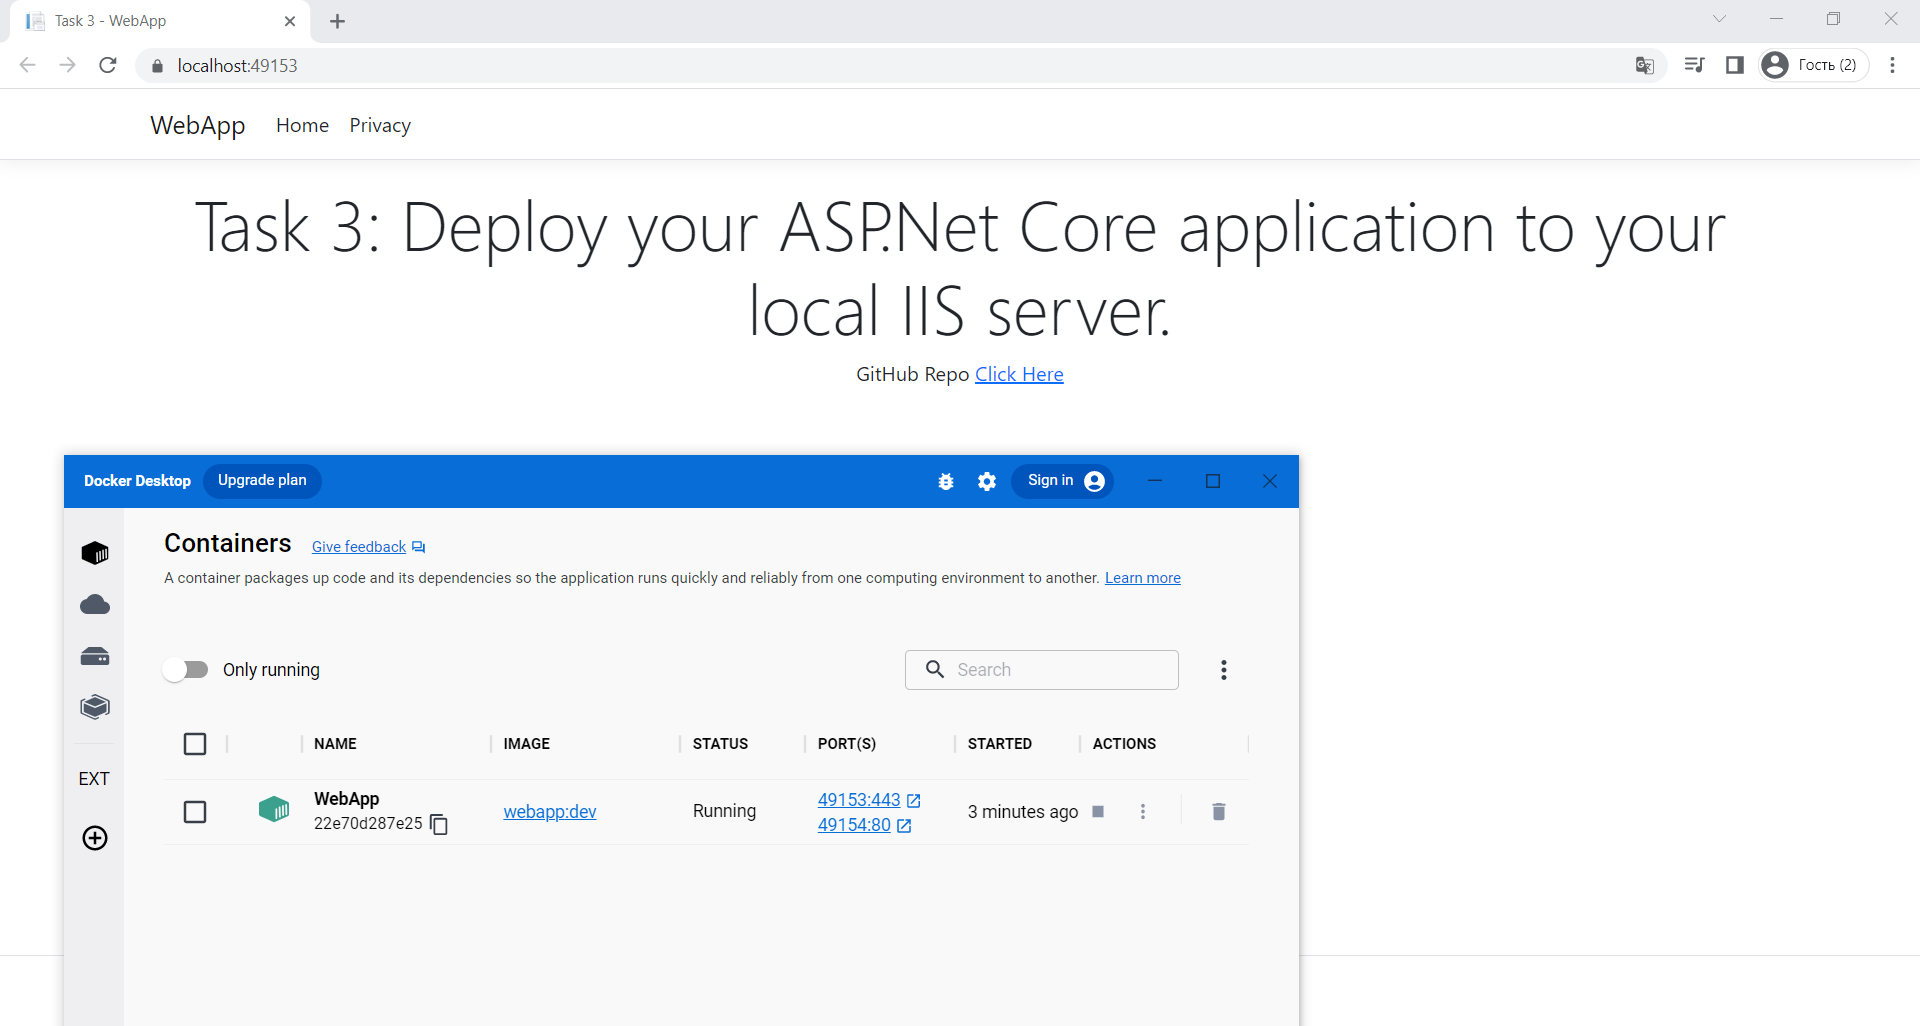 Task 3 - WebApp
localhost:49153
Гость (2)
WebApp Home Privacy
Task 3: Deploy your ASP.Net Core application to your
local IIS server.
GitHub Repo Click Here
Docker Desktop Upgrade plan Sign in
Containers Give feedback
A container packages up code and its dependencies so the application runs quickly and reliably from one computing environment to another. Learn more
Only running Search
NAME IMAGE STATUS PORT(S) STARTED ACTIONS
EXT
WebApp
22e70d287e25 webapp:dev Running 49153:443 3 minutes ago
49154:80